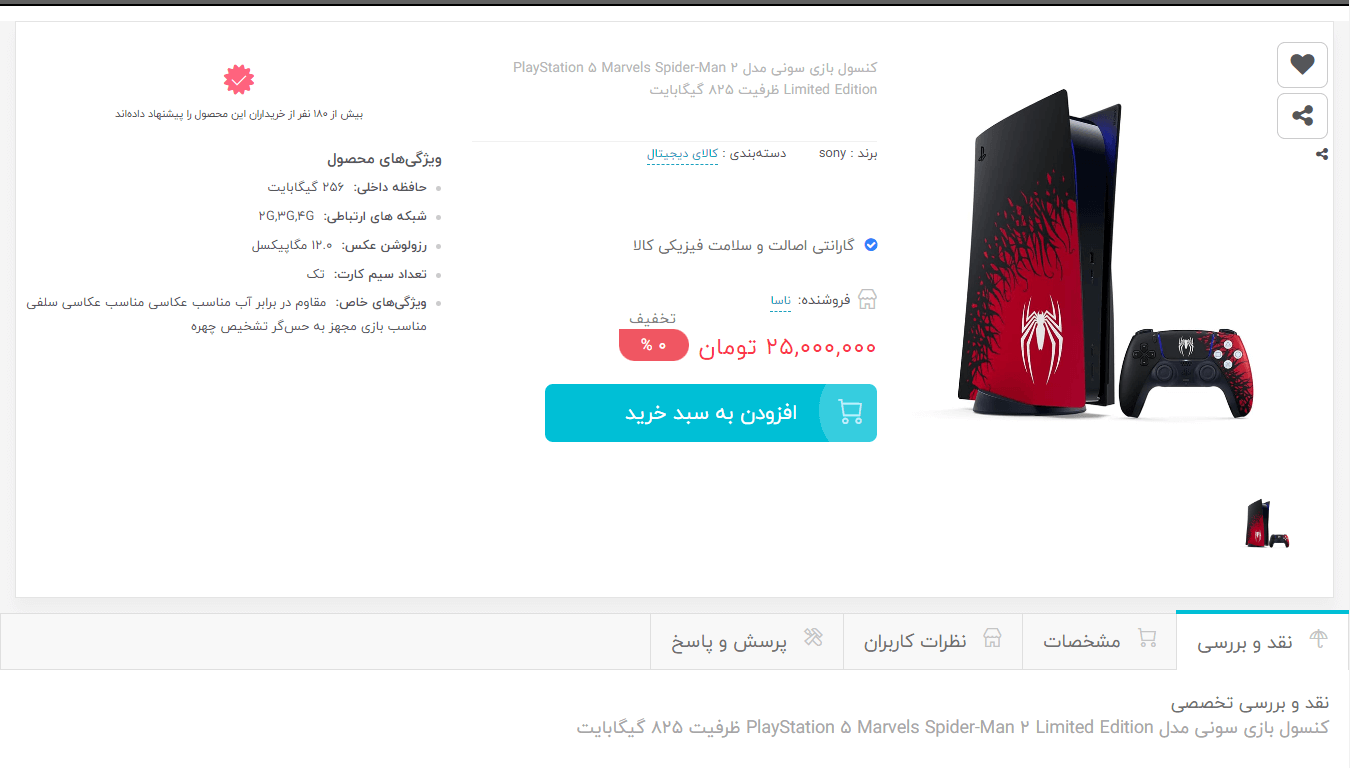 کنسول بازی سونی مدل PlayStation ۵ Marvels Spider-Man ۲
Limited Edition ظرفیت ۸۲۵ گیگابایت
برند : sony دسته‌بندی : کالای دیجیتال
گارانتی اصالت و سلامت فیزیکی کالا
فروشنده: ناسا
تخفیف
۲۵,۰۰۰,۰۰۰ تومان ۰ %
افزودن به سبد خرید
بیش از ۱۸۰ نفر از خریداران این محصول را پیشنهاد داده‌اند
ویژگی‌های محصول
حافظه داخلی: ۲۵۶ گیگابایت
شبکه های ارتباطی: ۲G,۳G,۴G
رزولوشن عکس: ۱۲.۰ مگاپیکسل
تعداد سیم کارت: تک
ویژگی‌های خاص: مقاوم در برابر آب مناسب عکاسی مناسب عکاسی سلفی
مناسب بازی مجهز به حس‌گر تشخیص چهره
نقد و بررسی
مشخصات
نظرات کاربران
پرسش و پاسخ
نقد و بررسی تخصصی
کنسول بازی سونی مدل PlayStation ۵ Marvels Spider-Man ۲ Limited Edition ظرفیت ۸۲۵ گیگابایت